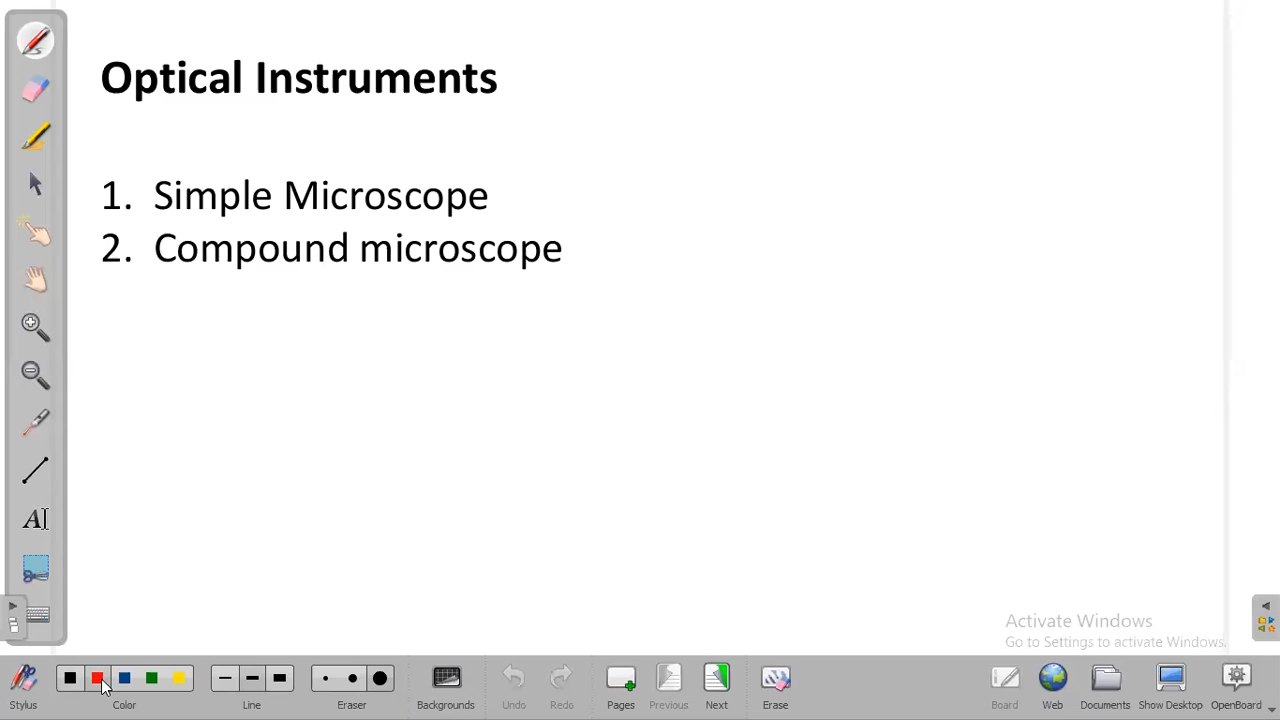 Optical Instruments
1. Simple Microscope
2. Compound microscope
AI
Activate Windows
Go to Settings to activate Windows.
Stylus
Color
Line
Eraser
Backgrounds
Undo
Redo
Pages
Previous
Next
Erase
Board
Web
Documents
Show Desktop
OpenBoard